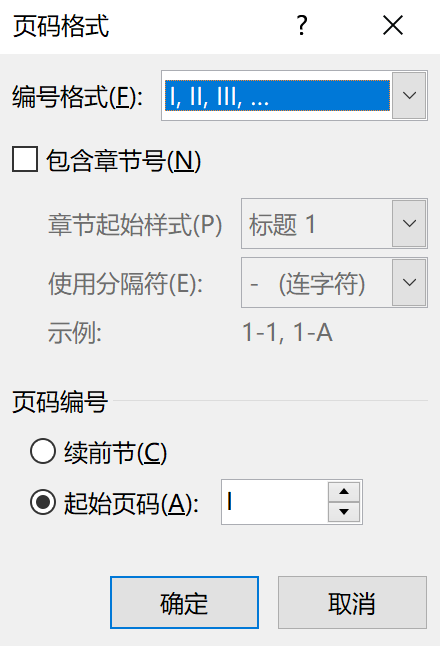 页码格式 ?
编号格式(F): I, II, III, ...
包含章节号(N)
章节起始样式(P) 标题 1
使用分隔符(E): - (连字符)
示例: 1-1, 1-A
页码编号
续前节(C)
起始页码(A): I
确定 取消